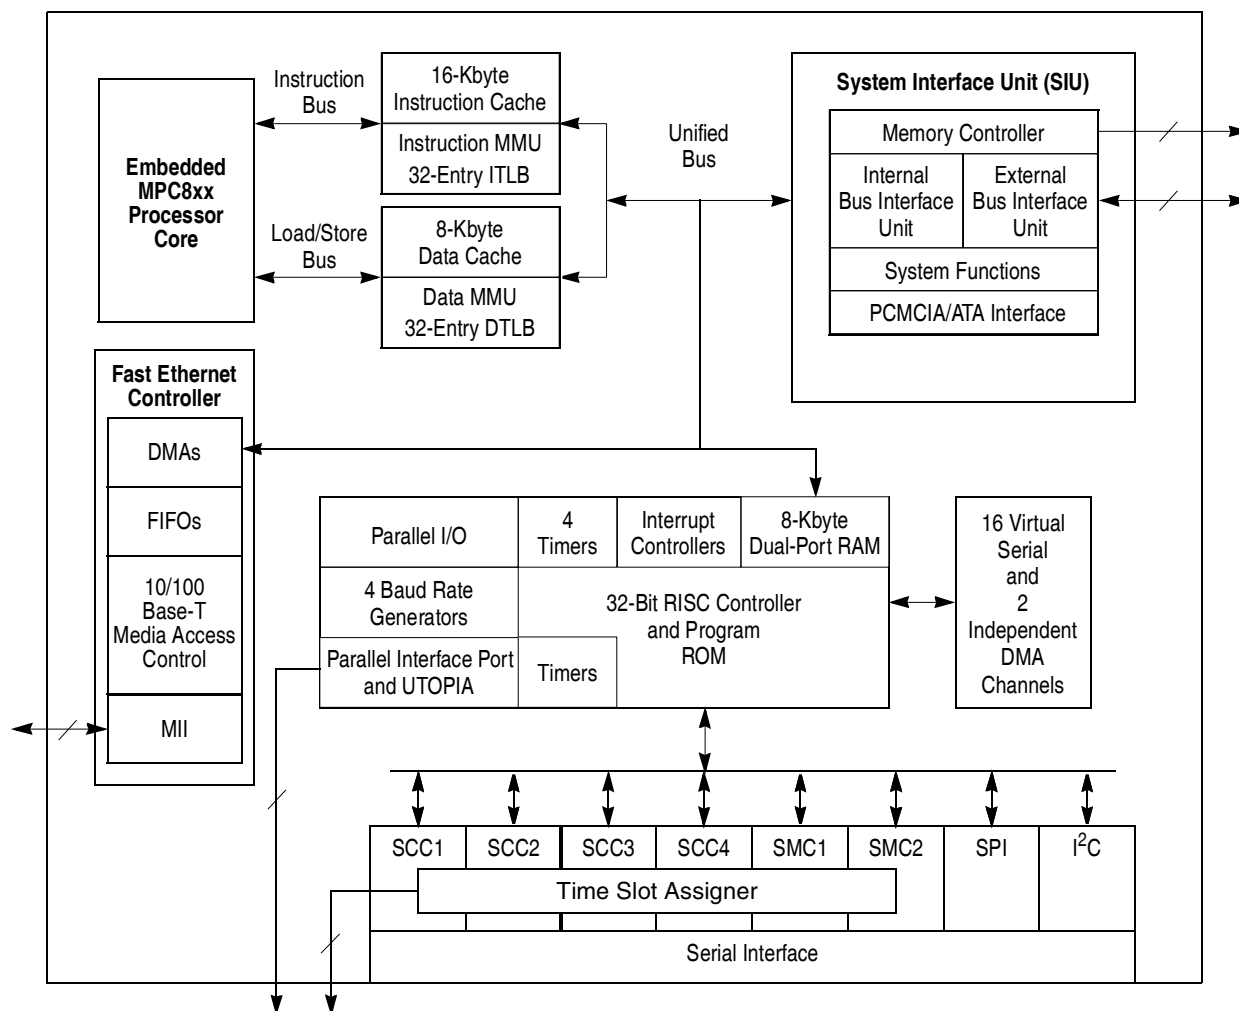 Embedded
MPC8xx
Processor
Core
Instruction
Bus
Load/Store
Bus
16-Kbyte
Instruction Cache
Instruction MMU
32-Entry ITLB
8-Kbyte
Data Cache
Data MMU
32-Entry DTLB
Unified
Bus
System Interface Unit (SIU)
Memory Controller
Internal
Bus Interface
Unit
External
Bus Interface
Unit
System Functions
PCMCIA/ATA Interface
Fast Ethernet
Controller
DMAs
FIFOs
10/100
Base-T
Media Access
Control
MII
Parallel I/O
4
Timers
Interrupt
Controllers
8-Kbyte
Dual-Port RAM
4 Baud Rate
Generators
32-Bit RISC Controller
and Program
ROM
Parallel Interface Port
and UTOPIA
Timers
16 Virtual
Serial
and
2
Independent
DMA
Channels
SCC1
SCC2
SCC3
SCC4
SMC1
SMC2
SPI
I²C
Time Slot Assigner
Serial Interface